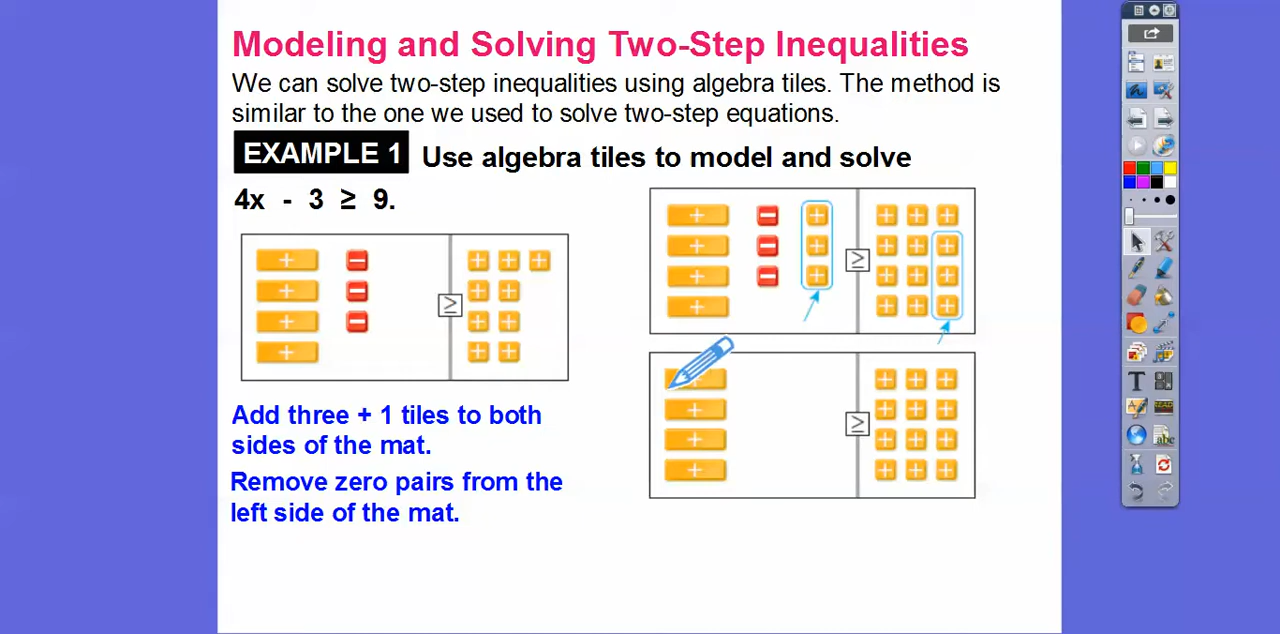 Modeling and Solving Two-Step Inequalities
We can solve two-step inequalities using algebra tiles. The method is
similar to the one we used to solve two-step equations.
EXAMPLE 1 Use algebra tiles to model and solve
4x - 3 ≥ 9.
≥
≥
≥
Add three + 1 tiles to both
sides of the mat.
Remove zero pairs from the
left side of the mat.